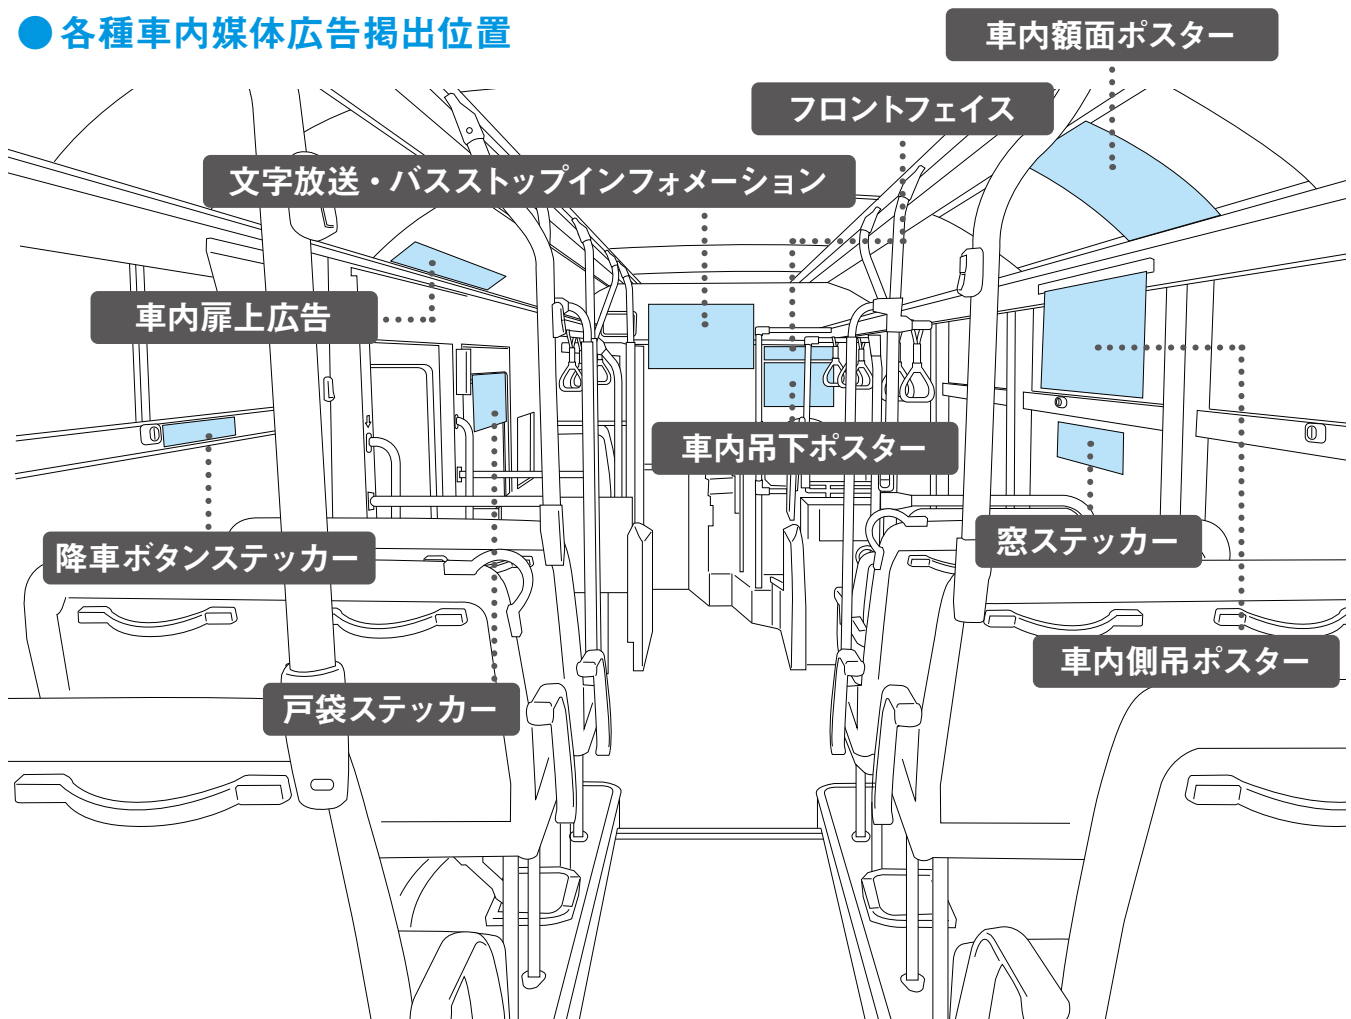 各種車内媒体広告掲出位置
車内額面ポスター
フロントフェイス
文字放送・バスストップインフォメーション
車内扉上広告
車内吊下ポスター
降車ボタンステッカー
窓ステッカー
車内側吊ポスター
戸袋ステッカー